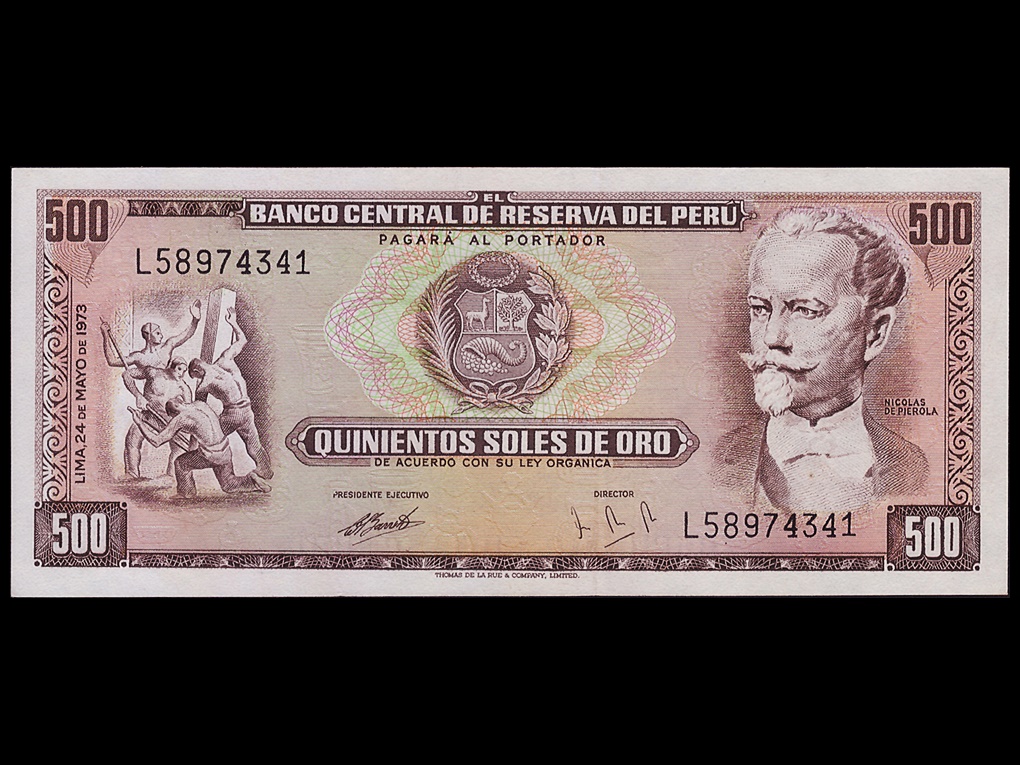 EL
BANCO CENTRAL DE RESERVA DEL PERÚ
500
500
PAGARÁ AL PORTADOR
L58974341
LIMA, 24 DE MAYO DE 1973
NICOLAS
DE PIEROLA
QUINIENTOS SOLES DE ORO
DE ACUERDO CON SU LEY ORGANICA
PRESIDENTE EJECUTIVO
DIRECTOR
L58974341
500
500
THOMAS DE LA RUE & COMPANY, LIMITED.